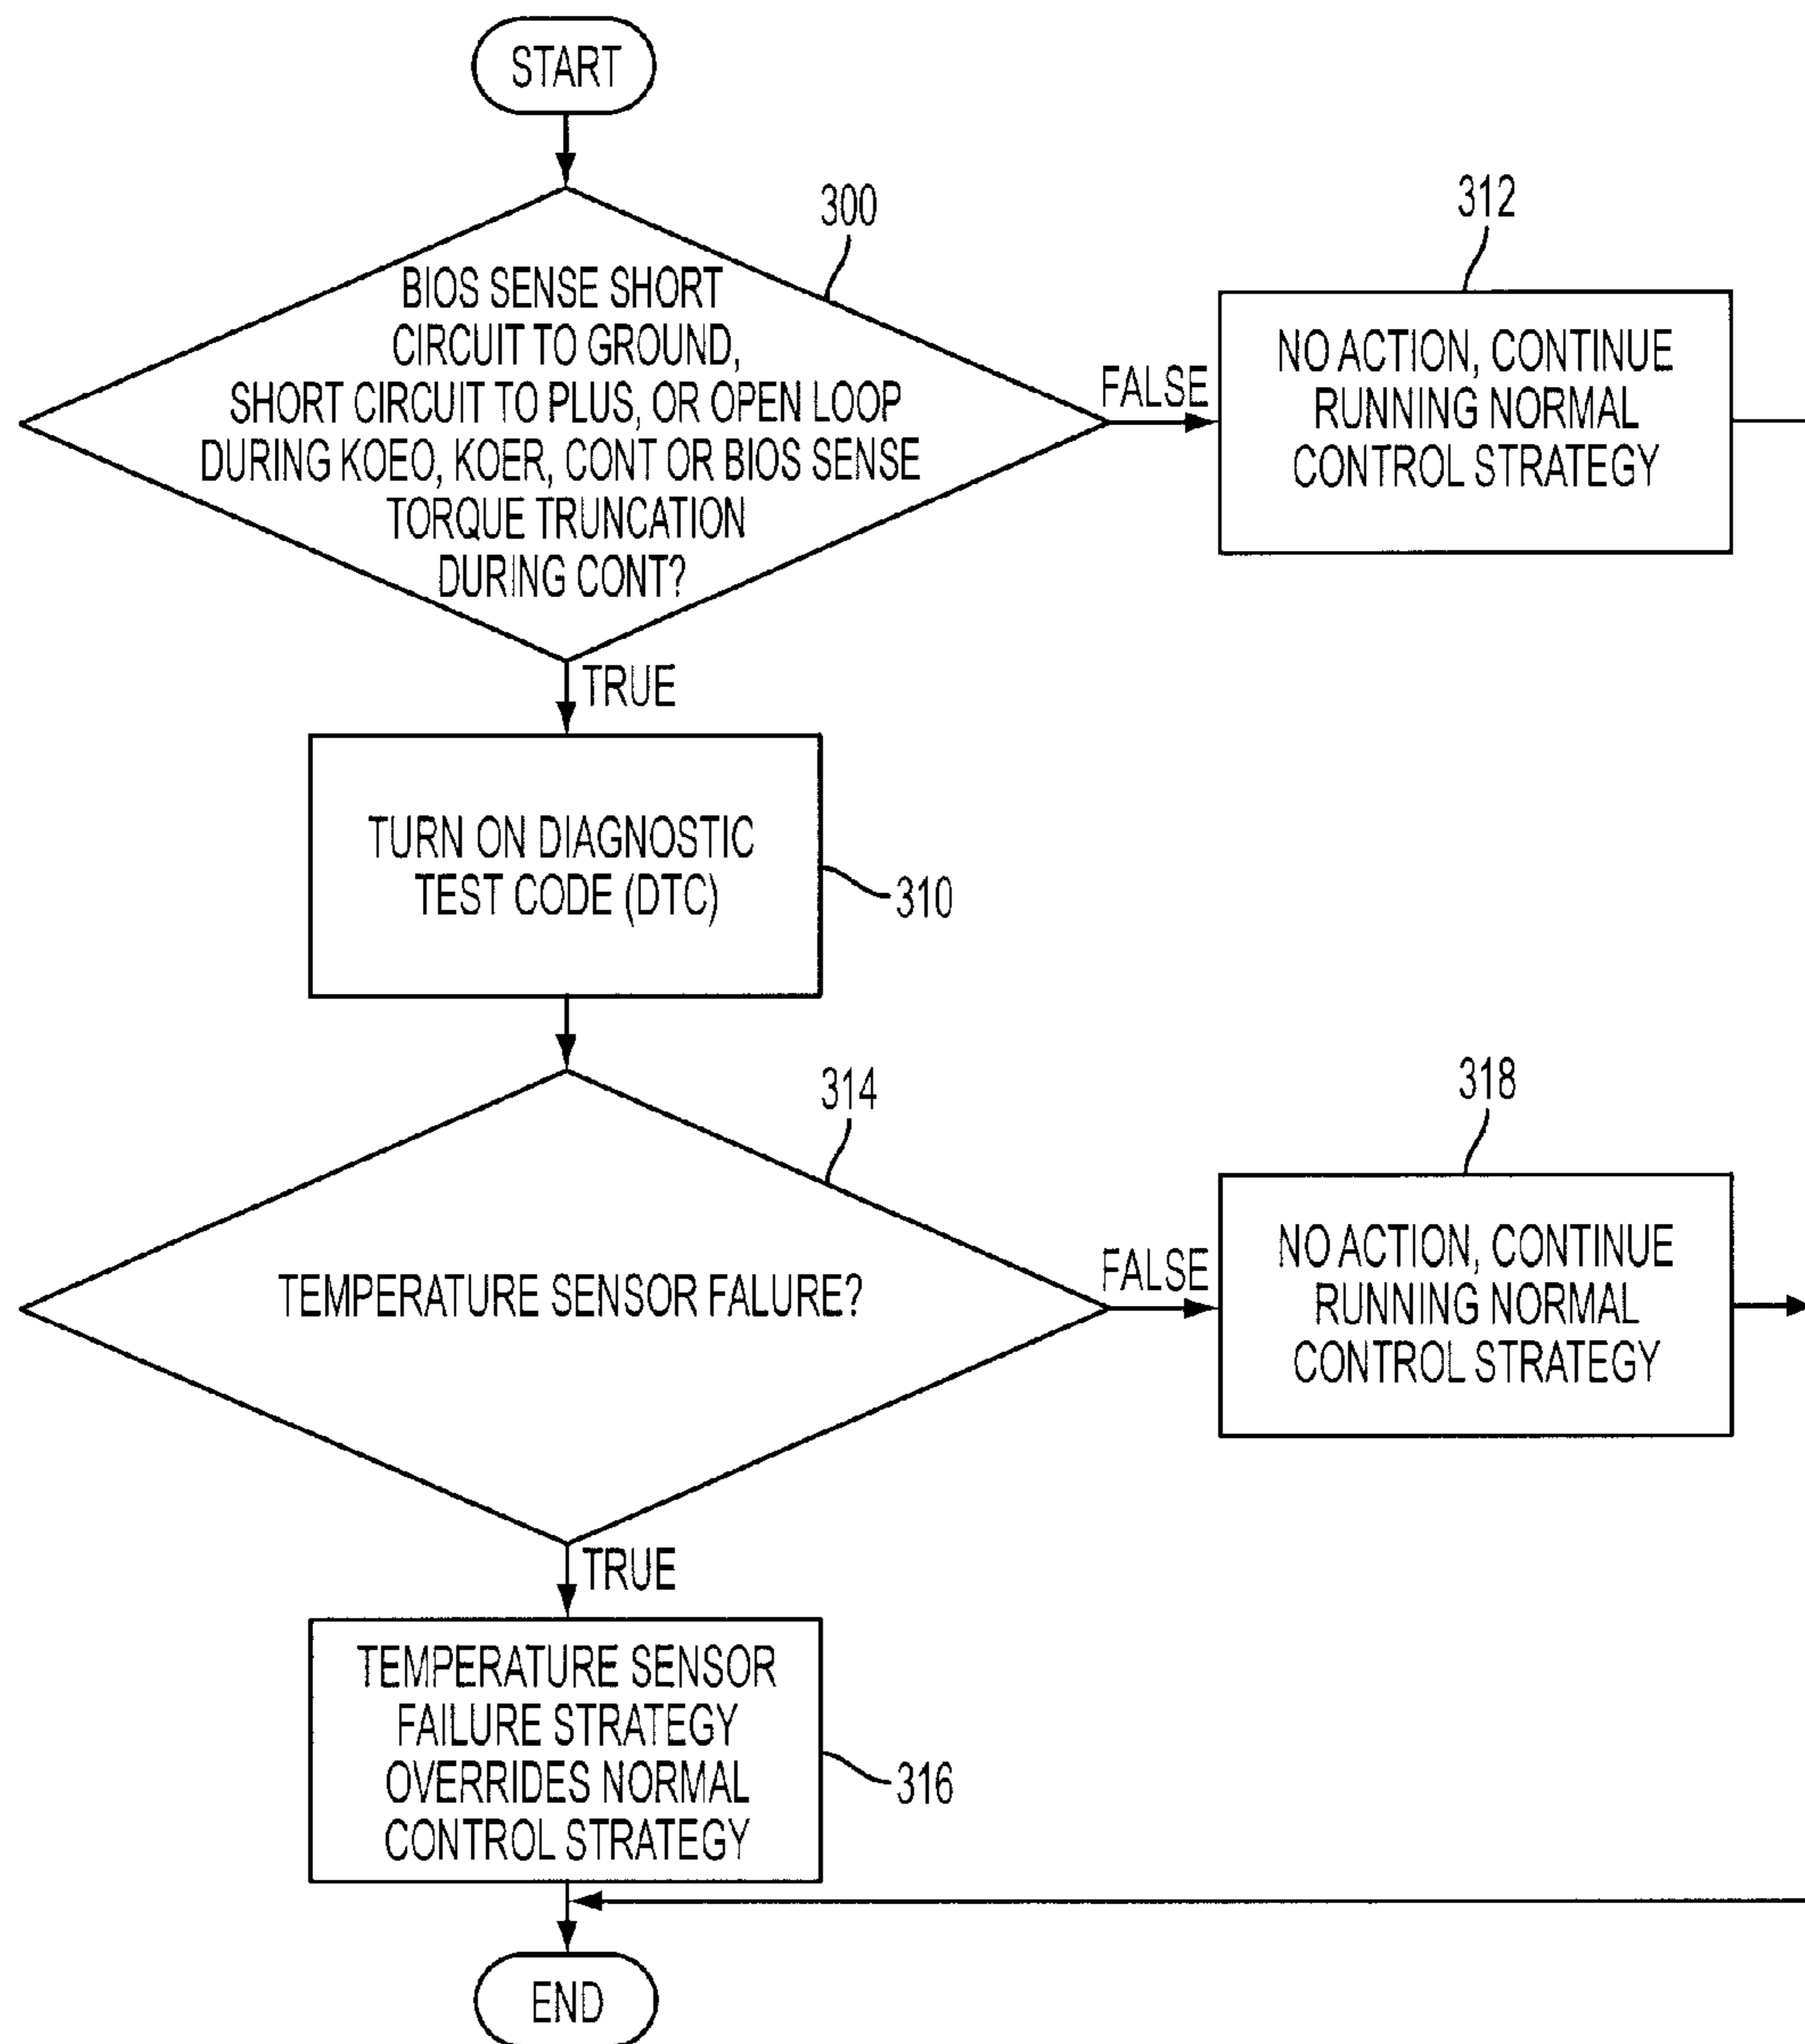 START
300
BIOS SENSE SHORT
CIRCUIT TO GROUND,
SHORT CIRCUIT TO PLUS, OR OPEN LOOP
DURING KOEO, KOER, CONT OR BIOS SENSE
TORQUE TRUNCATION
DURING CONT?
FALSE
312
NO ACTION, CONTINUE
RUNNING NORMAL
CONTROL STRATEGY
TRUE
TURN ON DIAGNOSTIC
TEST CODE (DTC)
310
314
TEMPERATURE SENSOR FALURE?
FALSE
318
NO ACTION, CONTINUE
RUNNING NORMAL
CONTROL STRATEGY
TRUE
TEMPERATURE SENSOR
FAILURE STRATEGY
OVERRIDES NORMAL
CONTROL STRATEGY
316
END